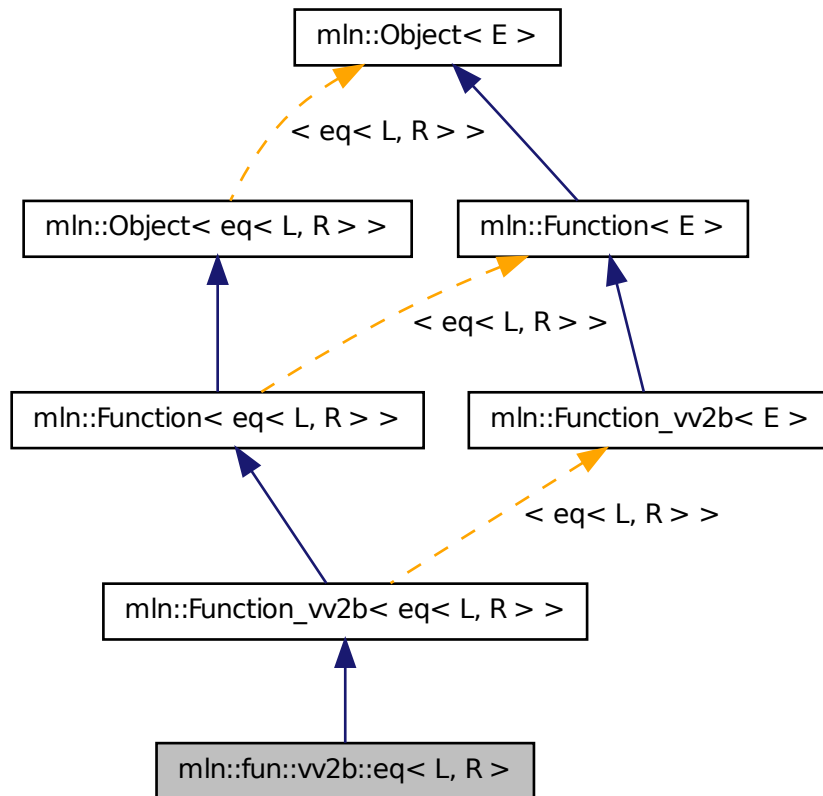 mln::Object< E >
< eq< L, R > >
mln::Object< eq< L, R > >
mln::Function< E >
< eq< L, R > >
mln::Function< eq< L, R > >
mln::Function_vv2b< E >
< eq< L, R > >
mln::Function_vv2b< eq< L, R > >
mln::fun::vv2b::eq< L, R >